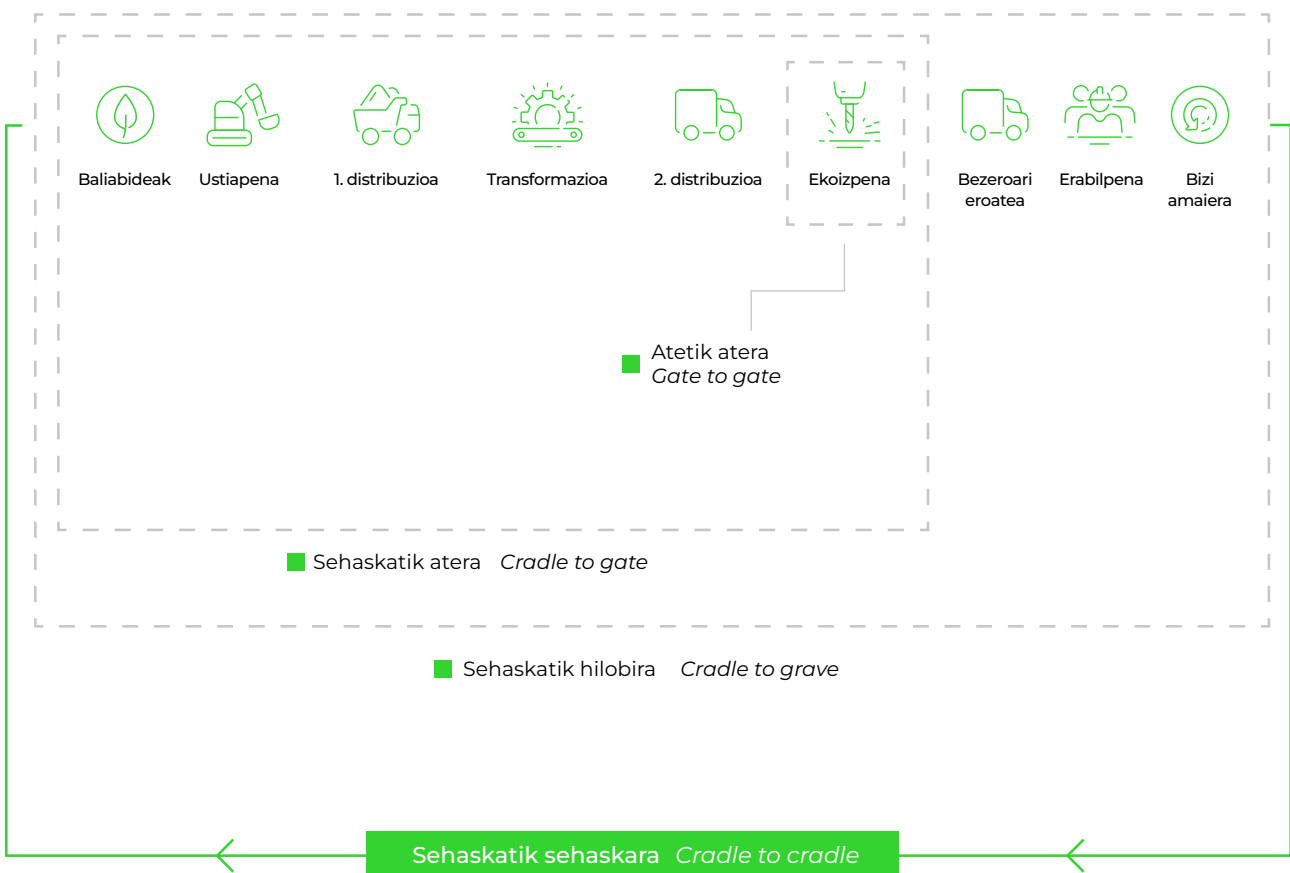 Baliabideak
Ustiapena
1. distribuzioa
Transformazioa
2. distribuzioa
Ekoizpena
Bezeroari
eroatea
Erabilpena
Bizi
amaiera
Atetik atera
Gate to gate
Sehaskatik atera Cradle to gate
Sehaskatik hilobira Cradle to grave
Sehaskatik sehaskara Cradle to cradle